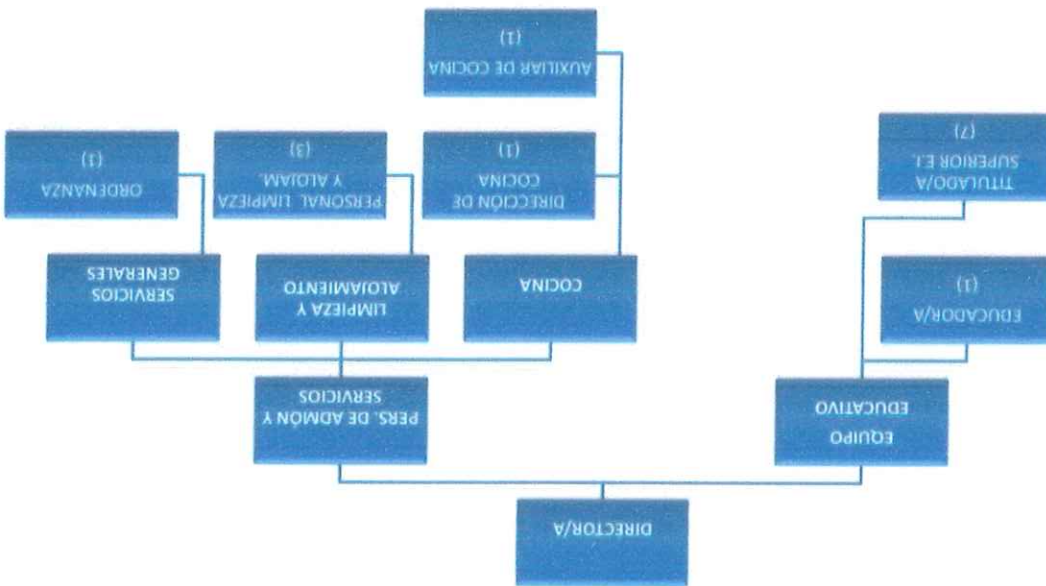 DIRECTOR/A
EQUIPO
EDUCATIVO
EDUCADOR/A
(1)
TITULADO/A
SUPERIOR E.I.
(7)
PERS. DE ADMÓN Y
SERVICIOS
COCINA
DIRECCIÓN DE
COCINA
(1)
AUXILIAR DE COCINA
(1)
LIMPIEZA Y
ALOJAMIENTO
PERSONAL LIMPIEZA
Y ALOJAM.
(3)
SERVICIOS
GENERALES
ORDENANZA
(1)